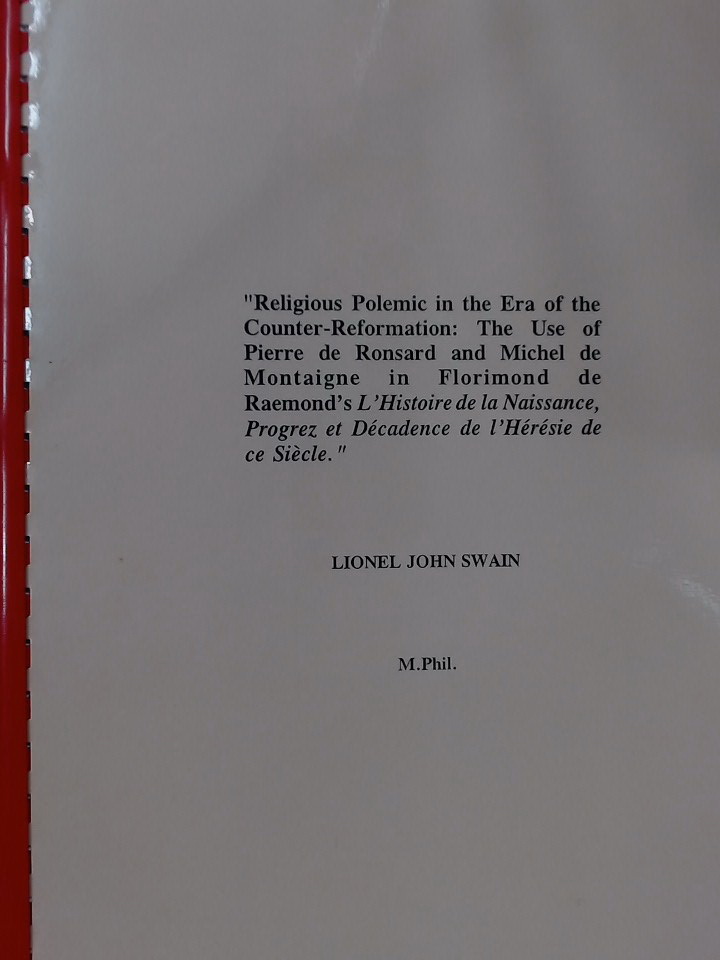 "Religious Polemic in the Era of the
Counter-Reformation: The Use of
Pierre de Ronsard and Michel de
Montaigne in Florimond de
Raemond's L'Histoire de la Naissance,
Progrez et Décadence de l'Hérésie de
ce Siècle."
LIONEL JOHN SWAIN
M.Phil.